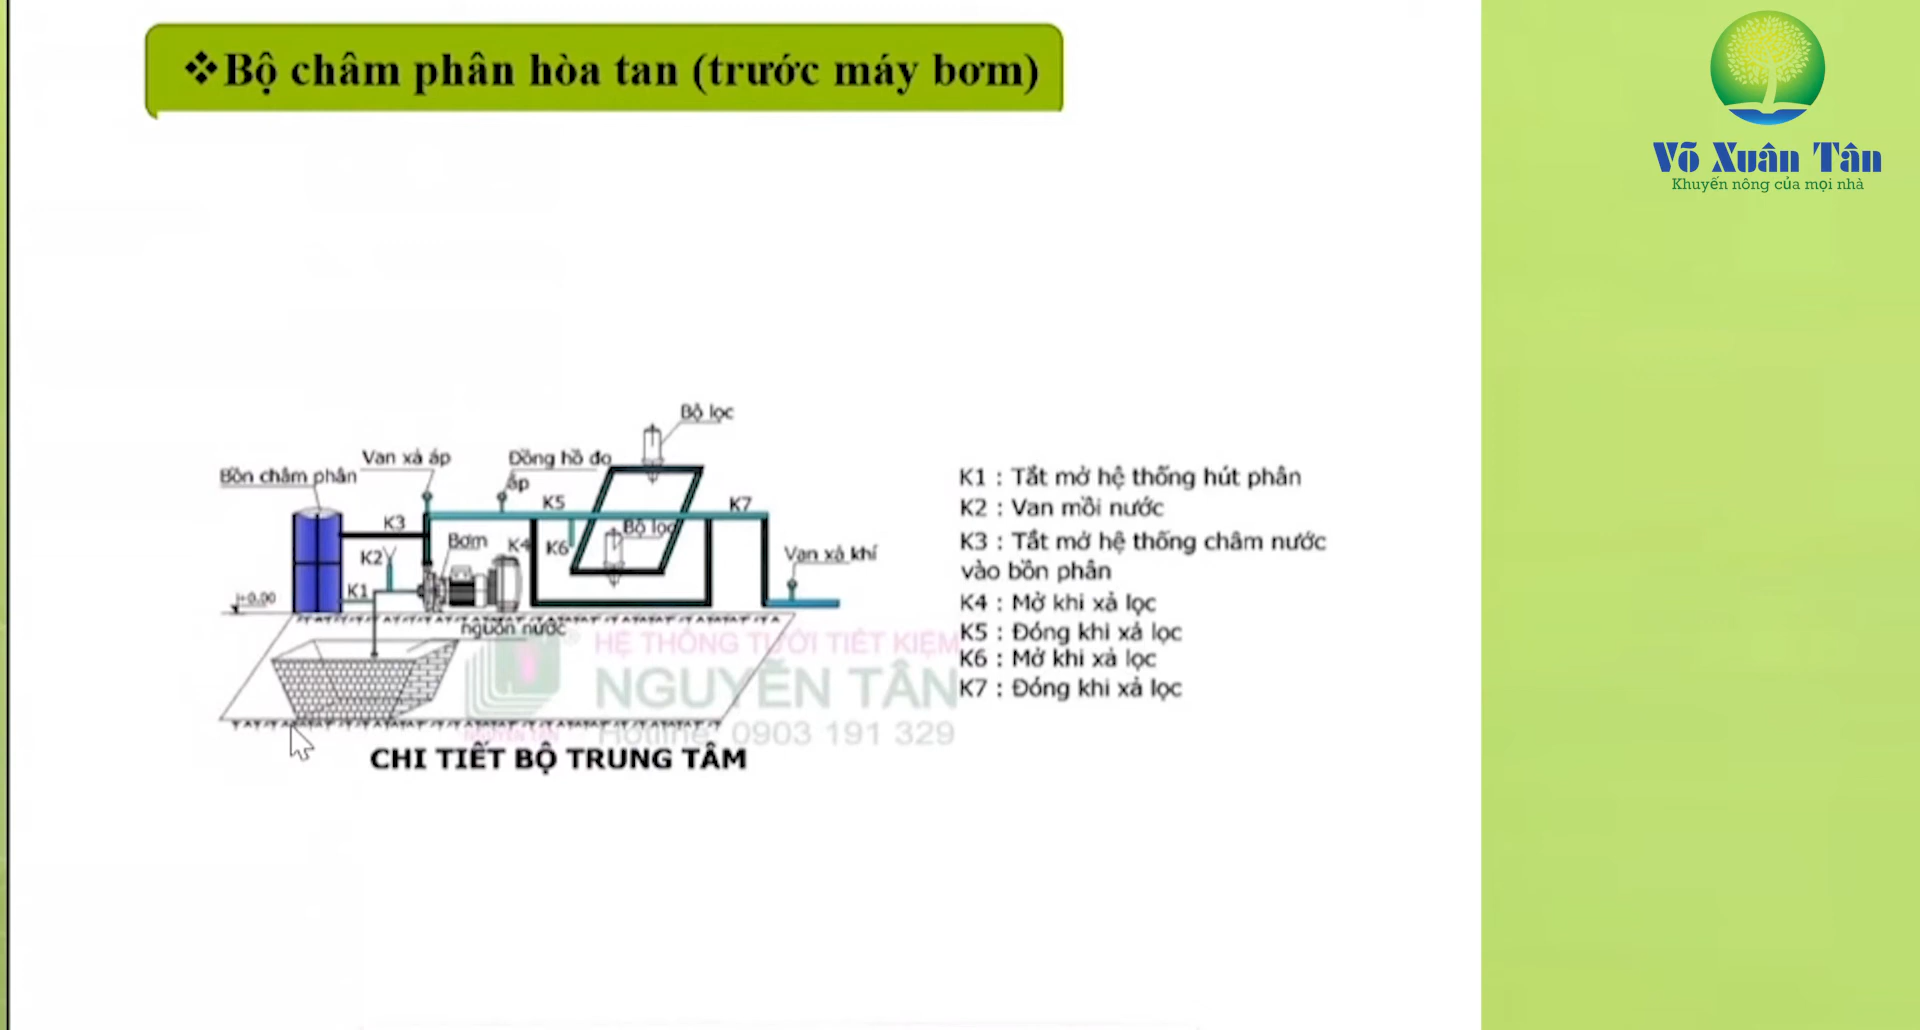 ❖Bộ châm phân hòa tan (trước máy bơm)
Võ Xuân Tân
Khuyến nông của mọi nhà
Bộ lọc
Van xả áp
Đồng hồ đo áp
Bồn châm phân
K5
K7
K3
Bộ lọc
Bơm
K4
K6
K2
Van xả khí
K1
+0.00
nguồn nước
K1 : Tắt mở hệ thống hút phân
K2 : Van mồi nước
K3 : Tắt mở hệ thống châm nước
vào bồn phân
K4 : Mở khi xả lọc
K5 : Đóng khi xả lọc
K6 : Mở khi xả lọc
K7 : Đóng khi xả lọc
HỆ THỐNG TƯỚI TIẾT KIỆM
NGUYỄN TÂN
Hotline: 0903 191 329
NGUYEN TAN
CHI TIẾT BỘ TRUNG TÂM